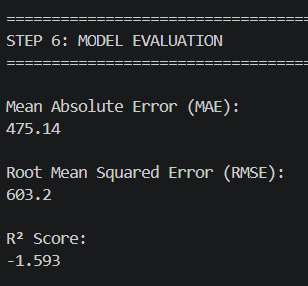 ==================================
STEP 6: MODEL EVALUATION
==================================
Mean Absolute Error (MAE):
475.14
Root Mean Squared Error (RMSE):
603.2
R² Score:
-1.593